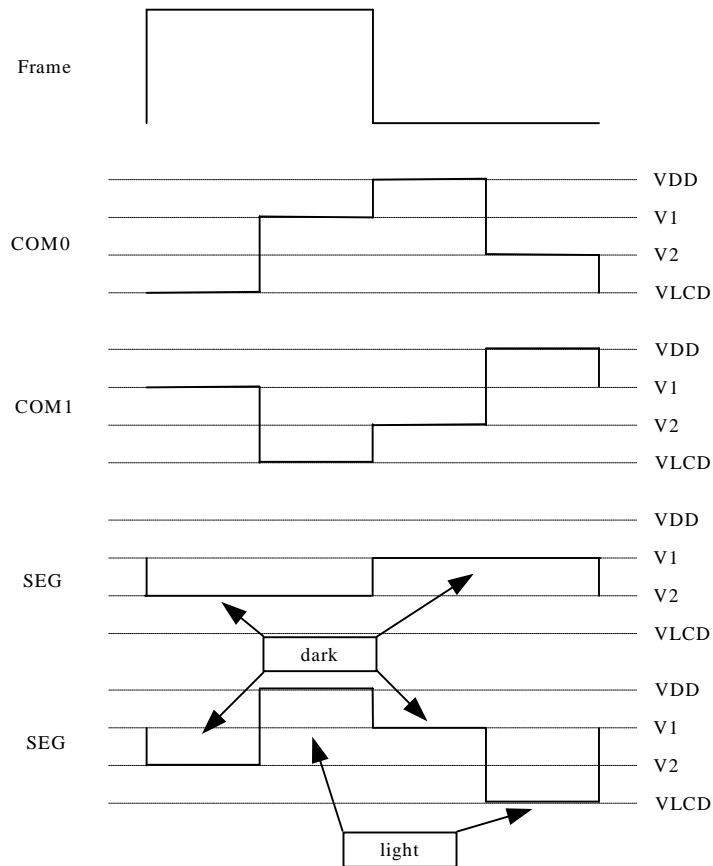 Frame
VDD
V1
COM0
V2
VLCD
VDD
V1
COM1
V2
VLCD
VDD
V1
SEG
V2
VLCD
dark
VDD
V1
SEG
V2
VLCD
light